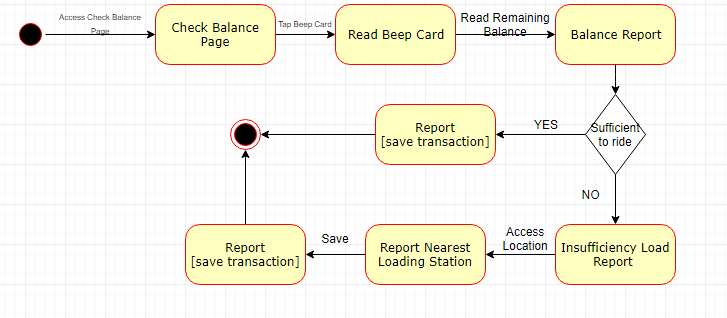 Access Check Balance
Page
Check Balance
Page
Tap Beep Card
Read Beep Card
Read Remaining
Balance
Balance Report
Sufficient
to ride
YES
Report
[save transaction]
NO
Insufficiency Load
Report
Access
Location
Report Nearest
Loading Station
Save
Report
[save transaction]